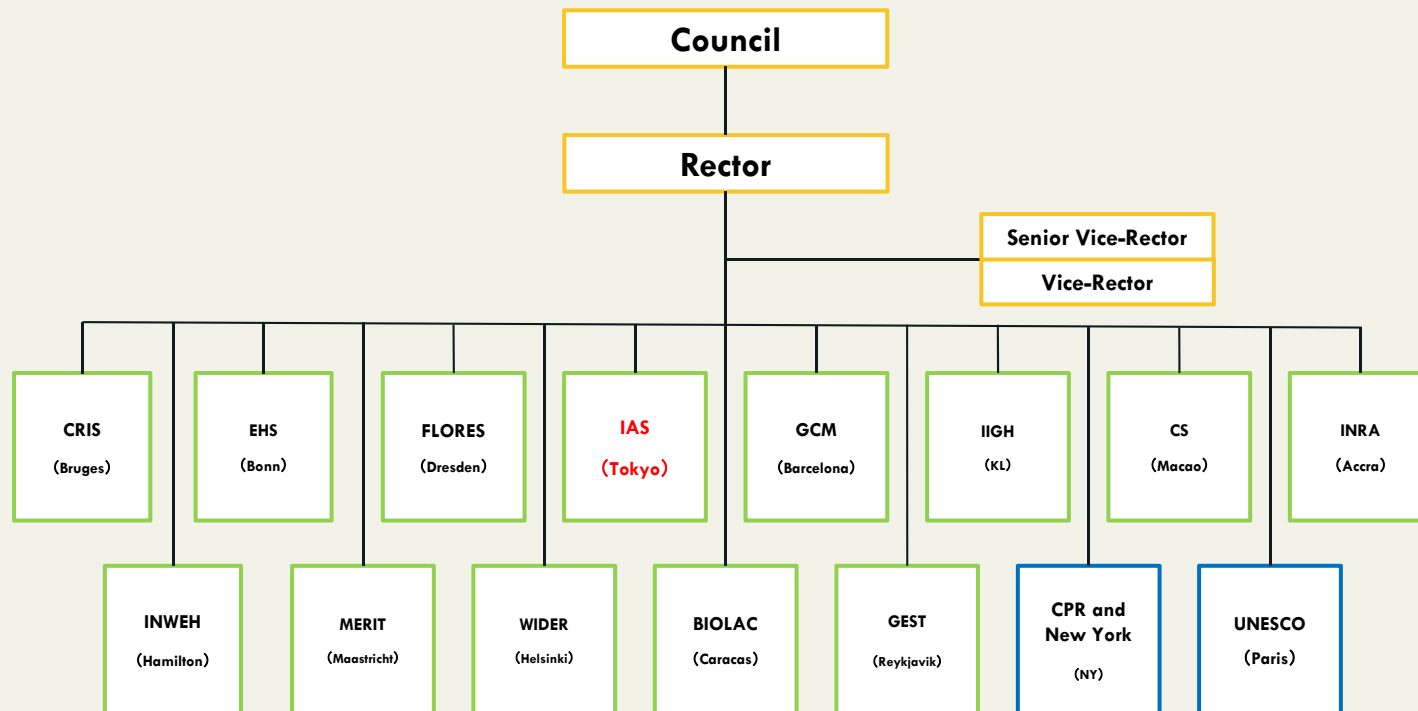 Council
Rector
Senior Vice-Rector
Vice-Rector
CRIS
(Bruges)
EHS
(Bonn)
FLORES
(Dresden)
IAS
(Tokyo)
GCM
(Barcelona)
IIGH
(KL)
CS
(Macao)
INRA
(Accra)
INWEH
(Hamilton)
MERIT
(Maastricht)
WIDER
(Helsinki)
BIOLAC
(Caracas)
GEST
(Reykjavik)
CPR and
New York
(NY)
UNESCO
(Paris)